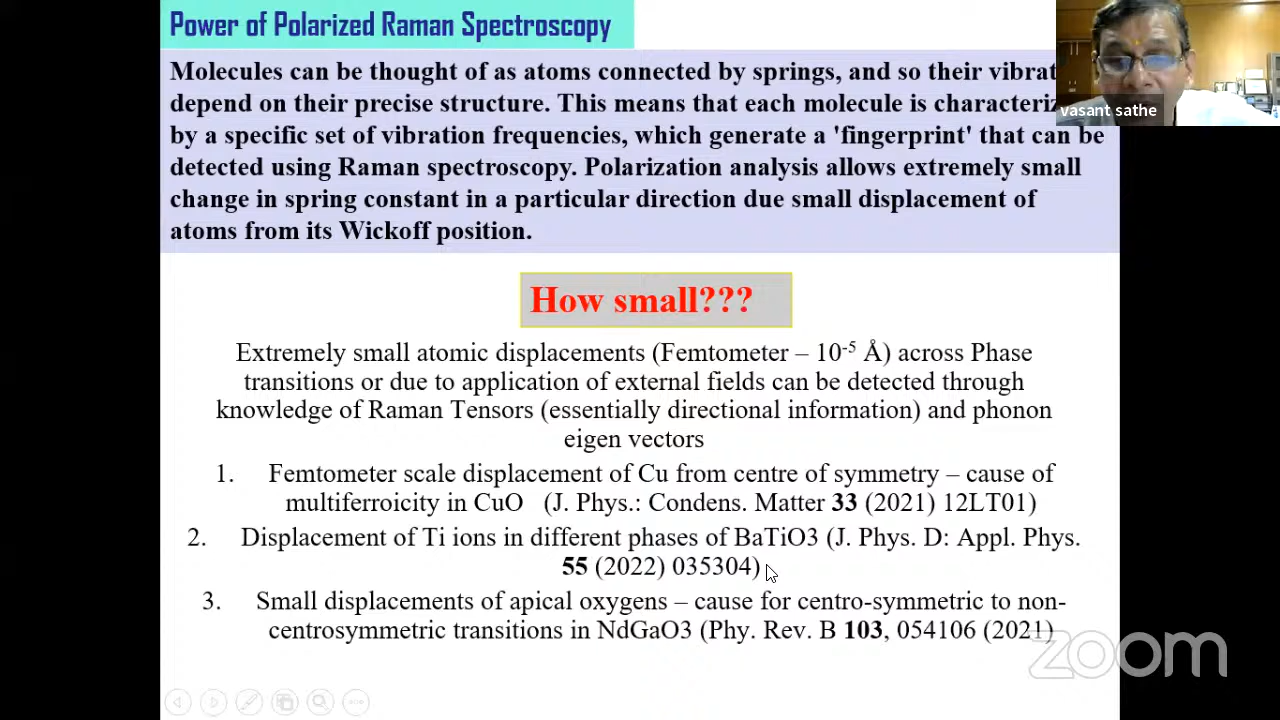 Power of Polarized Raman Spectroscopy
Molecules can be thought of as atoms connected by springs, and so their vibrat
depend on their precise structure. This means that each molecule is characteriz
by a specific set of vibration frequencies, which generate a 'fingerprint' that can be
detected using Raman spectroscopy. Polarization analysis allows extremely small
change in spring constant in a particular direction due small displacement of
atoms from its Wickoff position.
vasant sathe
How small???
Extremely small atomic displacements (Femtometer – 10⁻⁵ Å) across Phase
transitions or due to application of external fields can be detected through
knowledge of Raman Tensors (essentially directional information) and phonon
eigen vectors
1. Femtometer scale displacement of Cu from centre of symmetry – cause of
multiferroicity in CuO (J. Phys.: Condens. Matter 33 (2021) 12LT01)
2. Displacement of Ti ions in different phases of BaTiO3 (J. Phys. D: Appl. Phys.
55 (2022) 035304)
3. Small displacements of apical oxygens – cause for centro-symmetric to non-
centrosymmetric transitions in NdGaO3 (Phy. Rev. B 103, 054106 (2021)
zoom